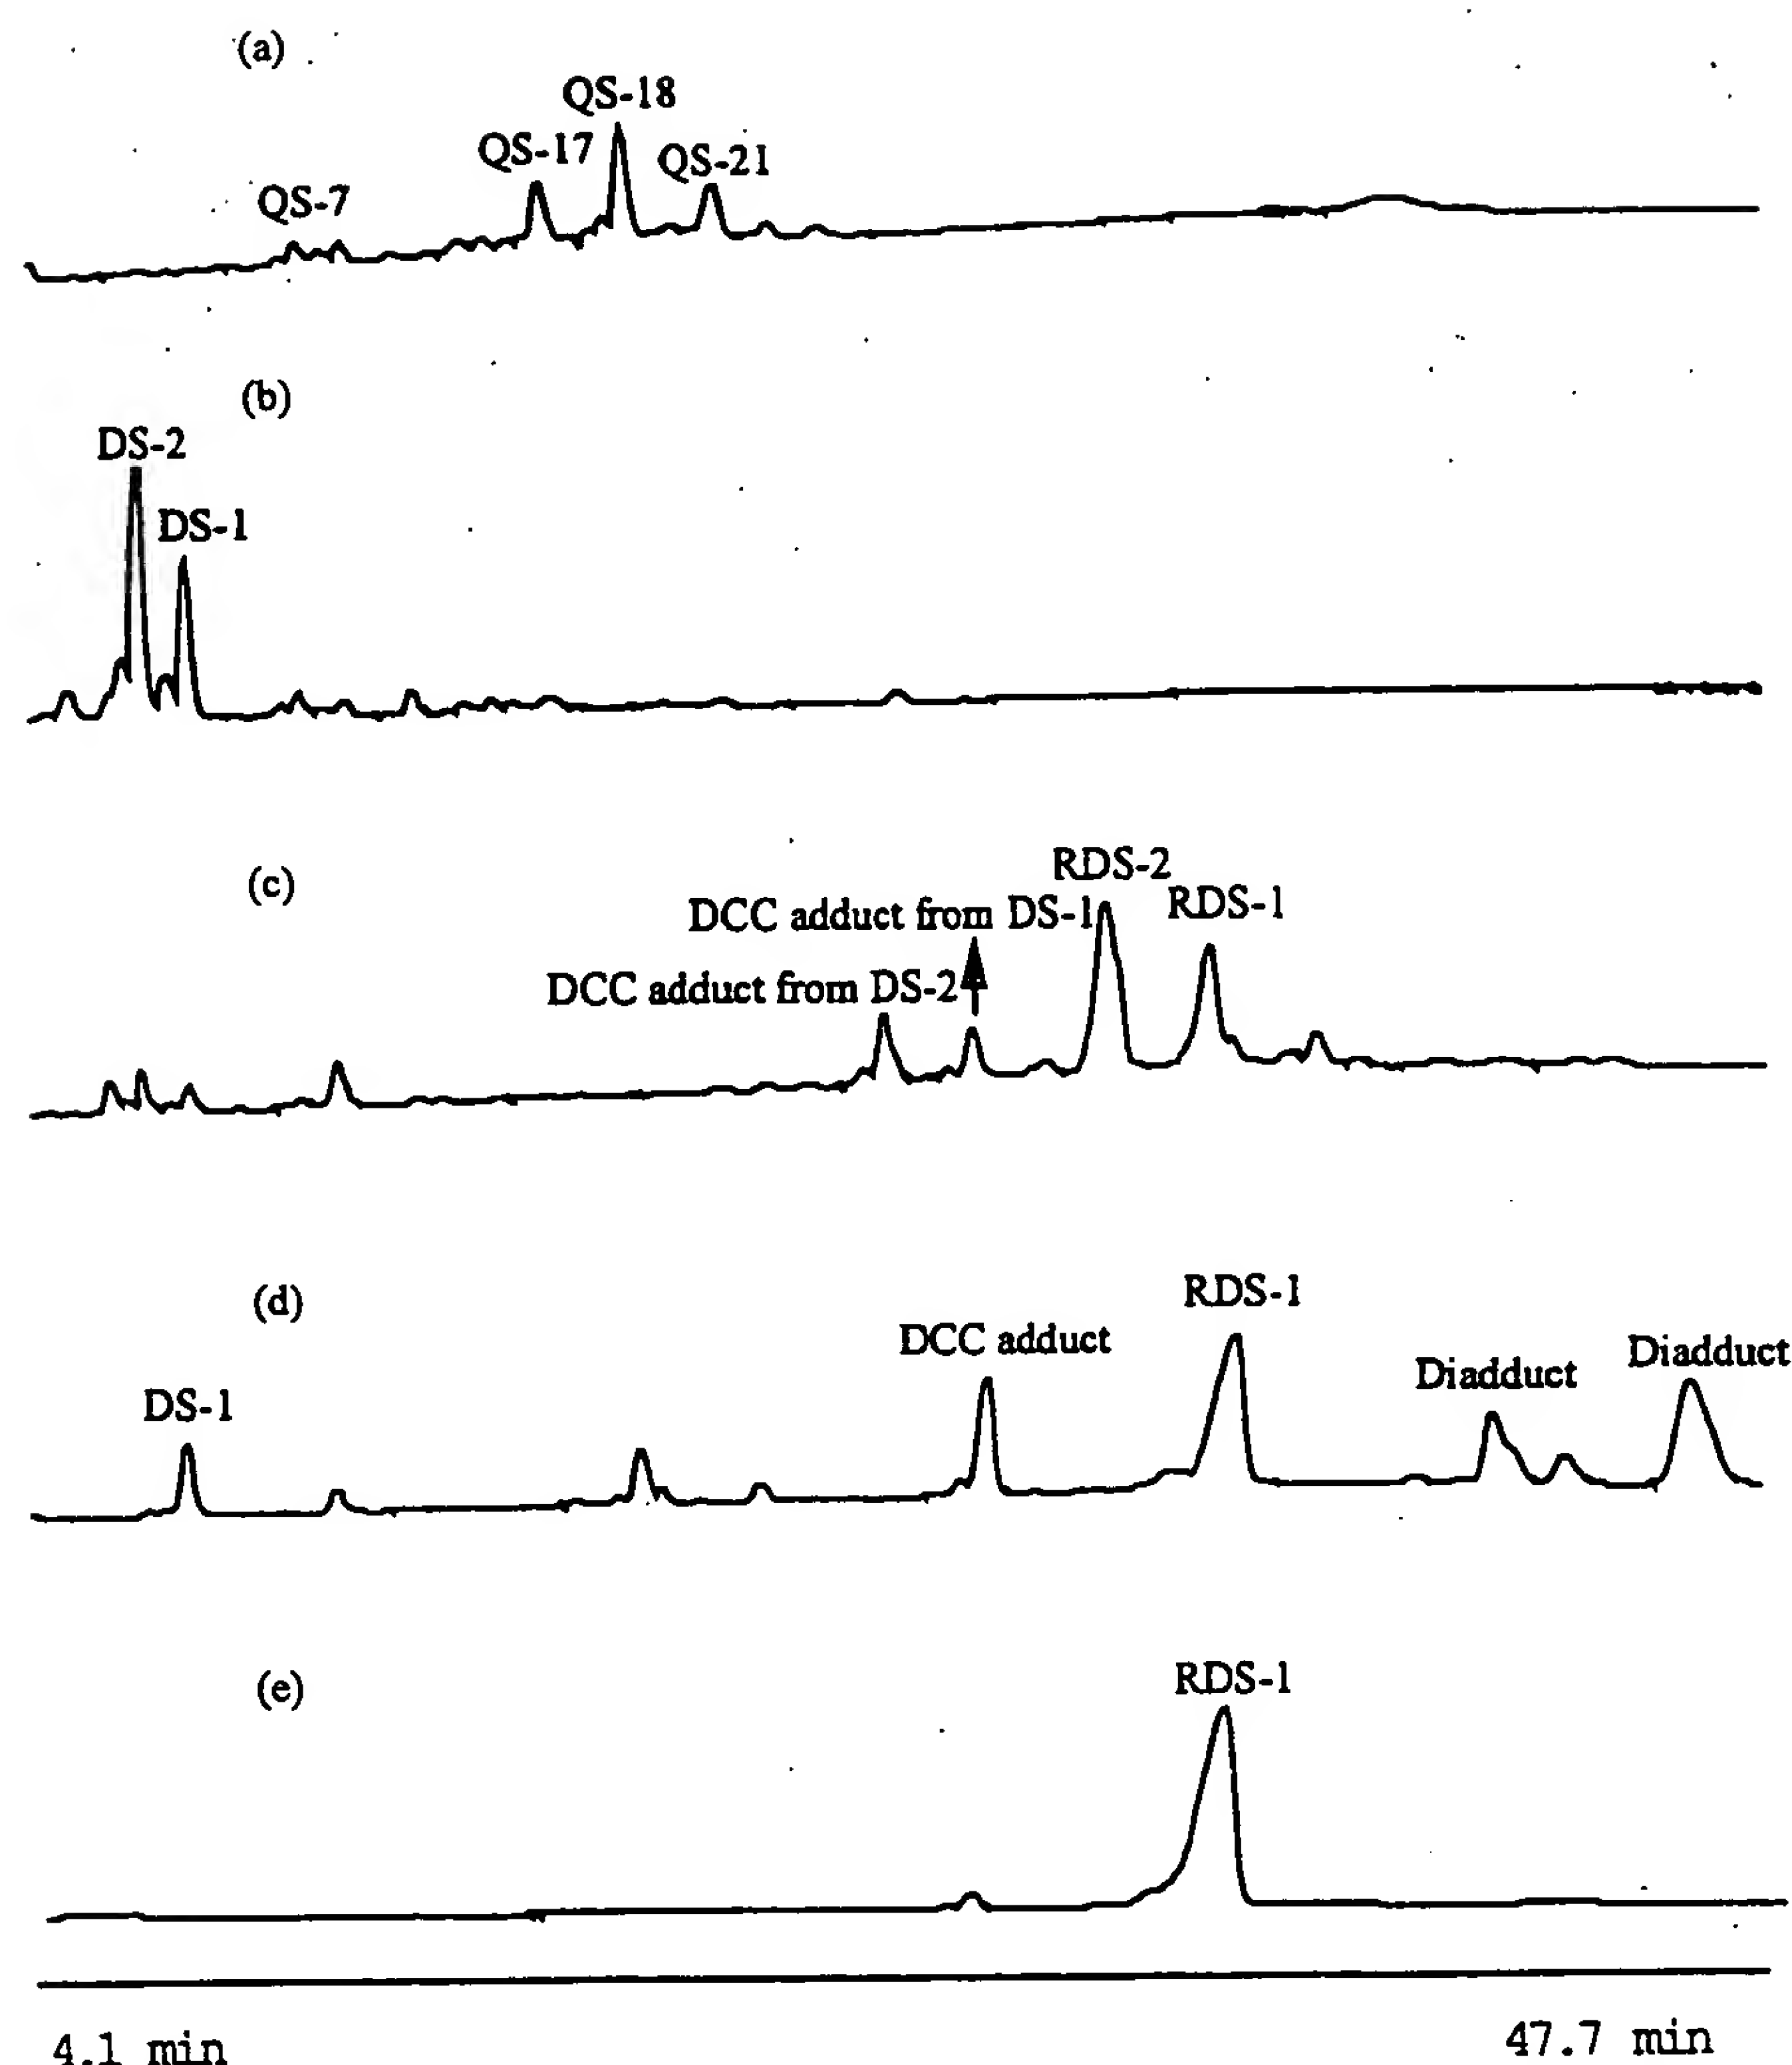 (a)
QS-18
QS-17
QS-21
QS-7
(b)
DS-2
DS-1
(c)
RDS-2
RDS-1
DCC adduct from DS-1
DCC adduct from DS-2
(d)
RDS-1
DCC adduct
Diadduct
Diadduct
DS-1
(e)
RDS-1
4.1 min
47.7 min